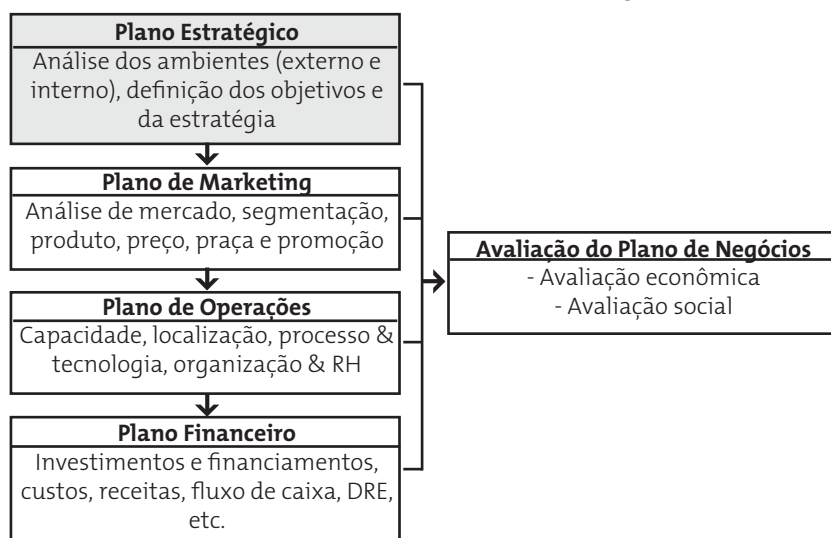 Plano Estratégico
Análise dos ambientes (externo e
interno), definição dos objetivos e
da estratégia
Plano de Marketing
Análise de mercado, segmentação,
produto, preço, praça e promoção
Plano de Operações
Capacidade, localização, processo &
tecnologia, organização & RH
Plano Financeiro
Investimentos e financiamentos,
custos, receitas, fluxo de caixa, DRE,
etc.
Avaliação do Plano de Negócios
- Avaliação econômica
- Avaliação social